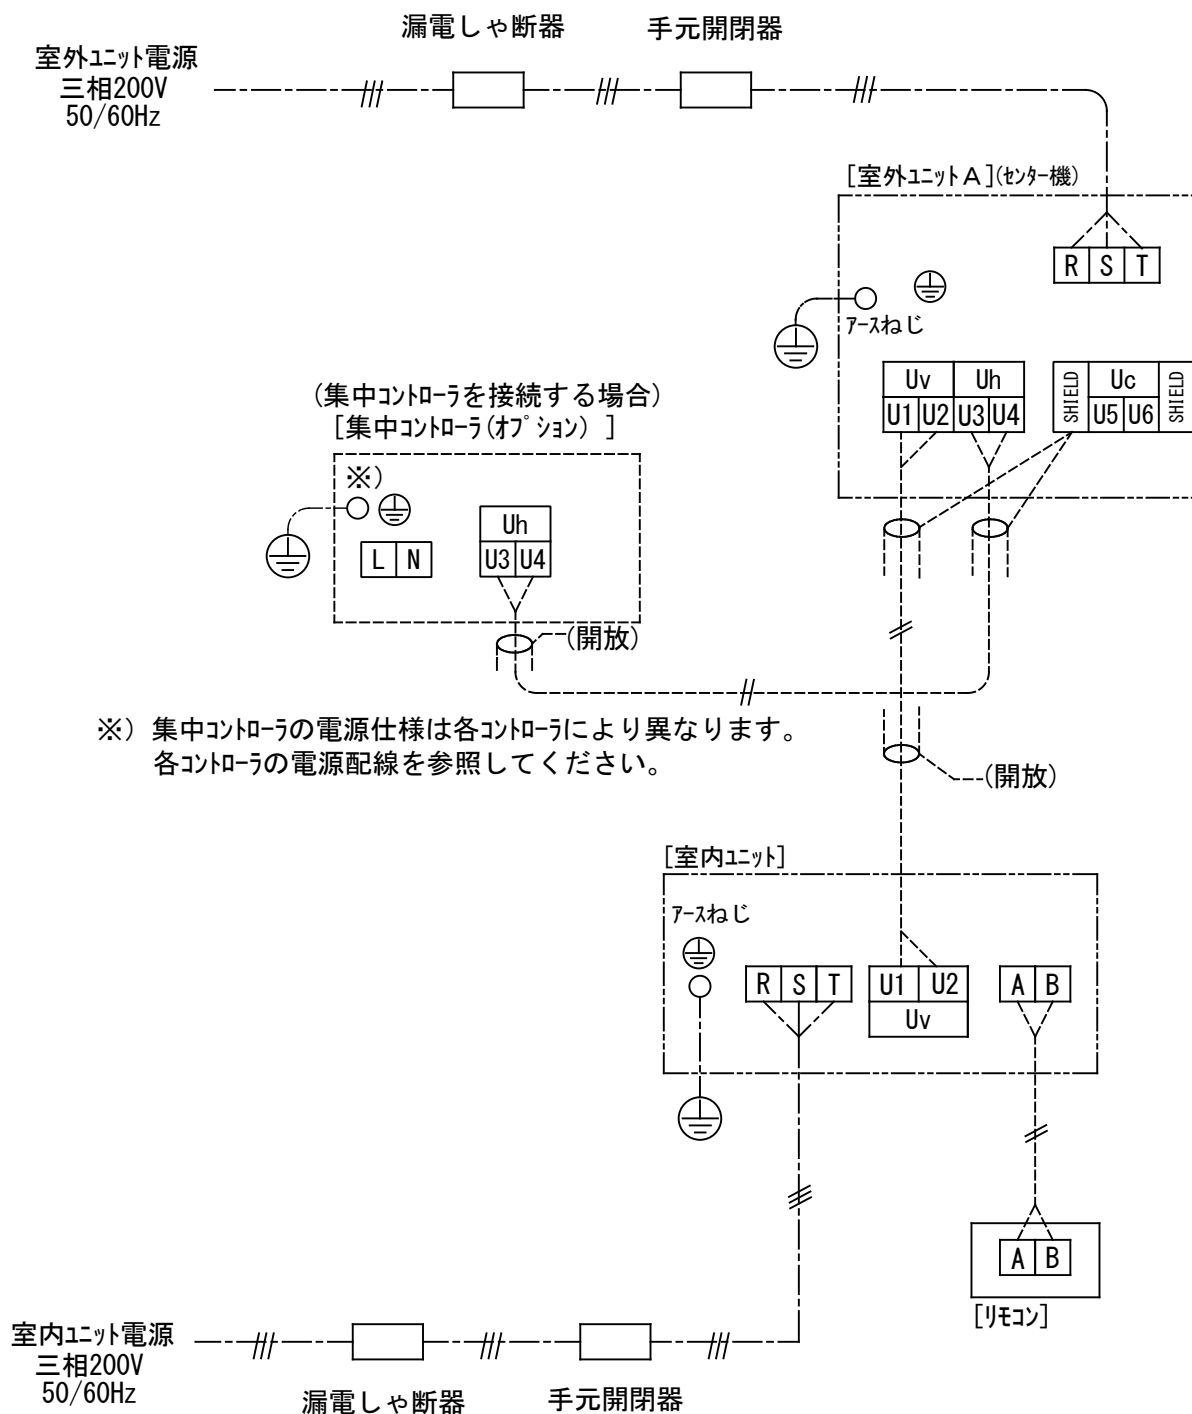 漏電しゃ断器 手元開閉器
室外ﾕﾆｯﾄ電源
三相200V
50/60Hz
[室外ﾕﾆｯﾄA](ｾﾝﾀｰ機)
R S T
ｱｰｽねじ
Uv Uh SHIELD Uc SHIELD
U1 U2 U3 U4 U5 U6
(集中ｺﾝﾄﾛｰﾗを接続する場合)
[集中ｺﾝﾄﾛｰﾗ(ｵﾌﾟｼｮﾝ) ]
※)
Uh
L N U3 U4
(開放)
※) 集中ｺﾝﾄﾛｰﾗの電源仕様は各ｺﾝﾄﾛｰﾗにより異なります。
各ｺﾝﾄﾛｰﾗの電源配線を参照してください。
(開放)
[室内ﾕﾆｯﾄ]
ｱｰｽねじ
R S T U1 U2 A B
Uv
A B
[ﾘﾓｺﾝ]
室内ﾕﾆｯﾄ電源
三相200V
50/60Hz
漏電しゃ断器 手元開閉器